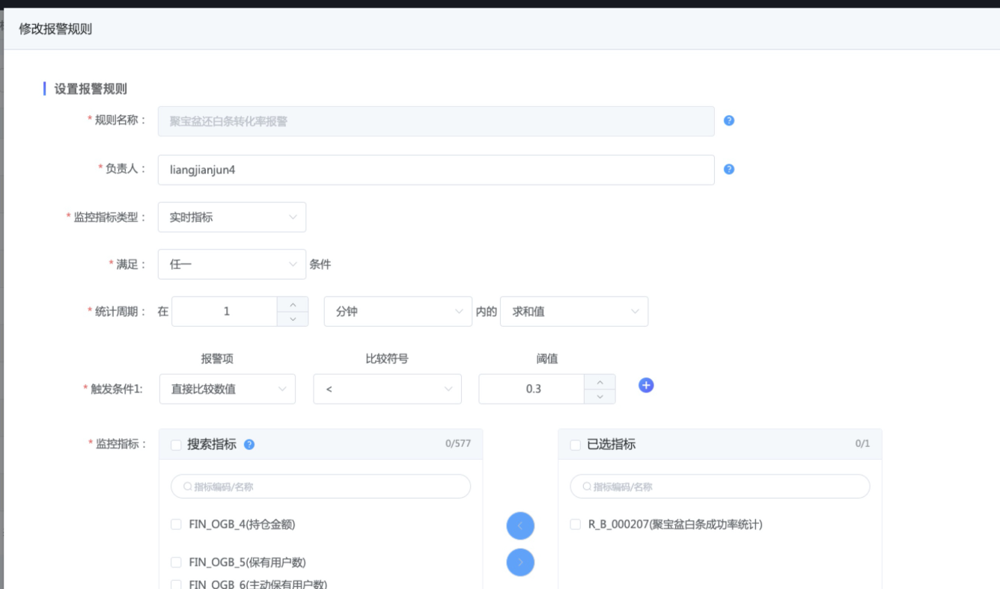 修改报警规则
设置报警规则
* 规则名称： 聚宝盆还白条转化率报警 ?
* 负责人： liangjianjun4 ?
* 监控指标类型： 实时指标
* 满足： 任一 条件
* 统计周期： 在 1 分钟 内的 求和值
报警项 比较符号 阈值
* 触发条件1: 直接比较数值 < 0.3 +
* 监控指标： 搜索指标 ? 0/577 已选指标 0/1
指标编码/名称 指标编码/名称
FIN_OGB_4(持仓金额) R_B_000207(聚宝盆白条成功率统计)
FIN_OGB_5(保有用户数)
FIN_OGB_6(主动保有用户数)